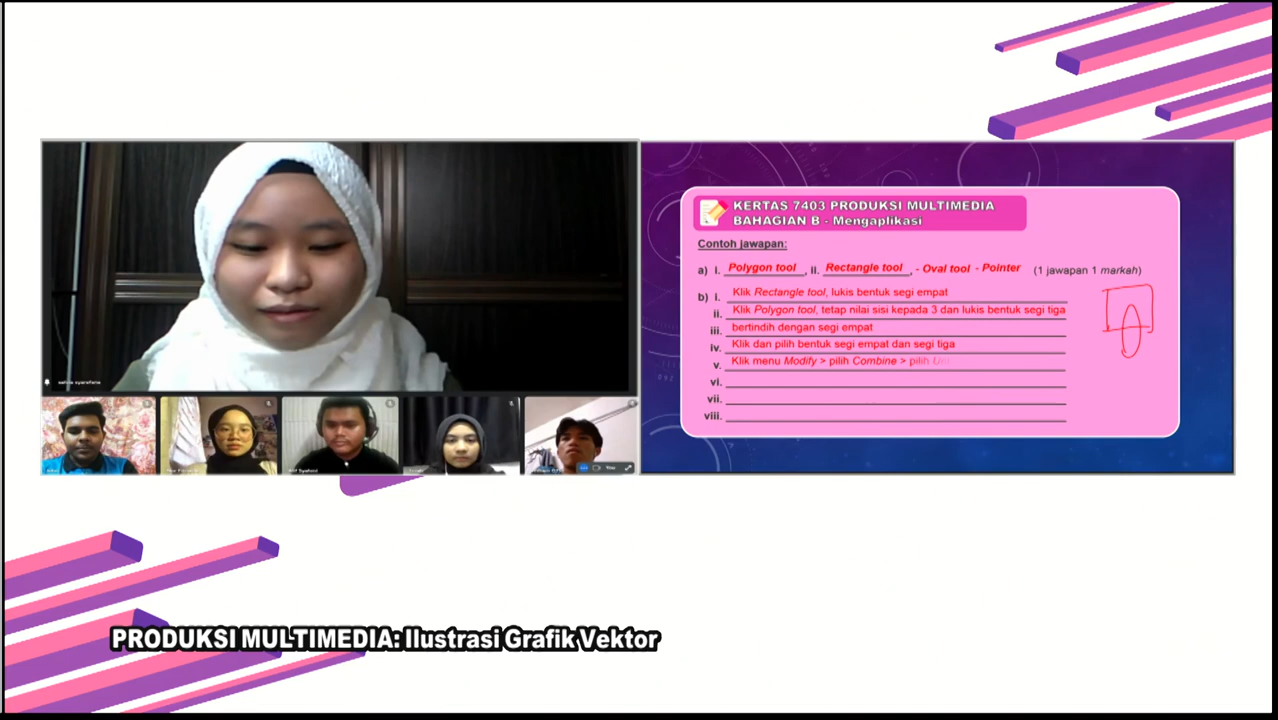 KERTAS 7403 PRODUKSI MULTIMEDIA
BAHAGIAN B - Mengaplikasi
Contoh jawapan:
a) i. Polygon tool, ii. Rectangle tool, - Oval tool - Pointer (1 jawapan 1 markah)
b) i. Klik Rectangle tool, lukis bentuk segi empat
ii. Klik Polygon tool, tetap nilai sisi kepada 3 dan lukis bentuk segi tiga
iii. bertindih dengan segi empat
iv. Klik dan pilih bentuk segi empat dan segi tiga
v. Klik menu Modify > pilih Combine > pilih
vi.
vii.
viii.
You
PRODUKSI MULTIMEDIA: Ilustrasi Grafik Vektor